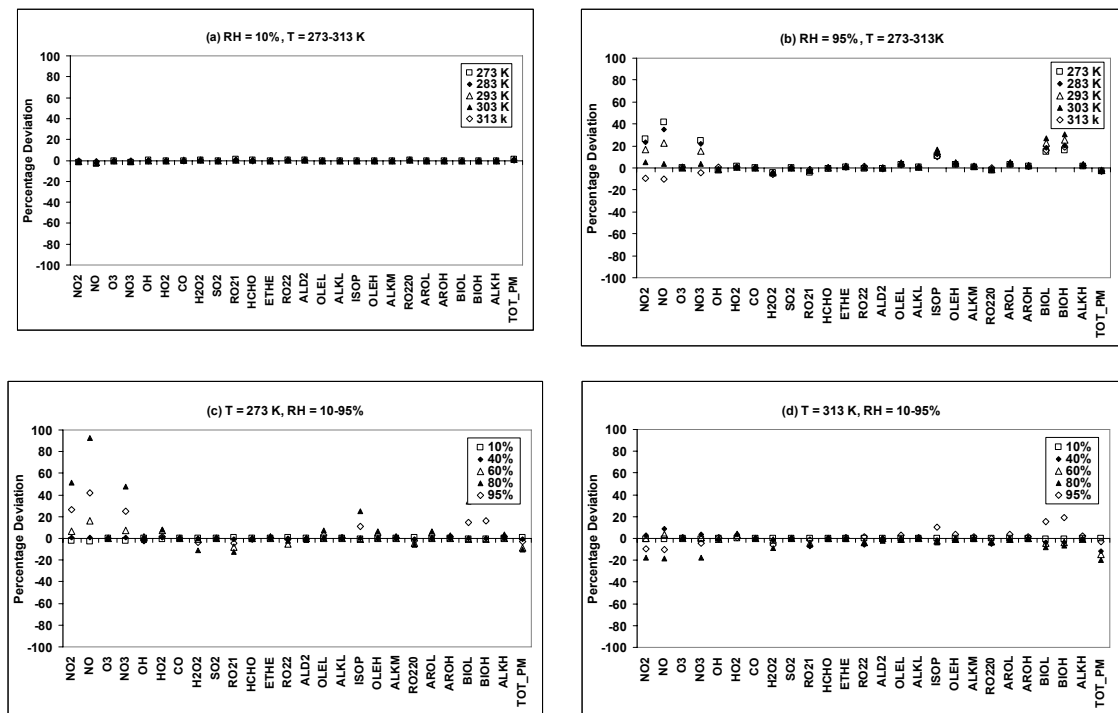 (a) RH = 10%, T = 273-313 K
Percentage Deviation
100
80
60
40
20
0
-20
-40
-60
-80
-100
273 K
283 K
293 K
303 K
313 k
NO2
NO
O3
NO3
OH
HO2
CO
H2O2
SO2
RO21
HCHO
ETHE
RO22
ALD2
OLEL
ALKL
ISOP
OLEH
ALKM
RO220
AROL
AROH
BIOL
BIOH
ALKH
TOT_PM
(b) RH = 95%, T = 273-313K
Percentage Deviation
100
80
60
40
20
0
-20
-40
-60
-80
-100
273 K
283 K
293 K
303 K
313 k
NO2
NO
O3
NO3
OH
HO2
CO
H2O2
SO2
RO21
HCHO
ETHE
RO22
ALD2
OLEL
ALKL
ISOP
OLEH
ALKM
RO220
AROL
AROH
BIOL
BIOH
ALKH
TOT_PM
(c) T = 273 K, RH = 10-95%
Percentage Deviation
100
80
60
40
20
0
-20
-40
-60
-80
-100
10%
40%
60%
80%
95%
NO2
NO
O3
NO3
OH
HO2
CO
H2O2
SO2
RO21
HCHO
ETHE
RO22
ALD2
OLEL
ALKL
ISOP
OLEH
ALKM
RO220
AROL
AROH
BIOL
BIOH
ALKH
TOT_PM
(d) T = 313 K, RH = 10-95%
Percentage Deviation
100
80
60
40
20
0
-20
-40
-60
-80
-100
10%
40%
60%
80%
95%
NO2
NO
O3
NO3
OH
HO2
CO
H2O2
SO2
RO21
HCHO
ETHE
RO22
ALD2
OLEL
ALKL
ISOP
OLEH
ALKM
RO220
AROL
AROH
BIOL
BIOH
ALKH
TOT_PM